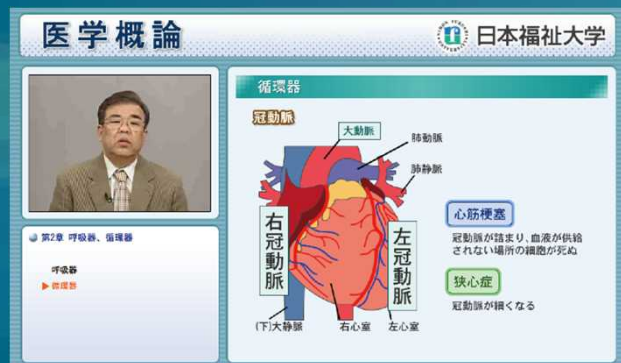 医学概論
日本福祉大学
循環器
冠動脈
大動脈
肺動脈
肺静脈
右冠動脈
左冠動脈
(下)大静脈
右心室
左心室
心筋梗塞
冠動脈が詰まり、血液が供給
されない場所の細胞が死ぬ
狭心症
冠動脈が細くなる
第2章 呼吸器、循環器
呼吸器
循環器